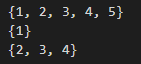 {1, 2, 3, 4, 5}
{1}
{2, 3, 4}